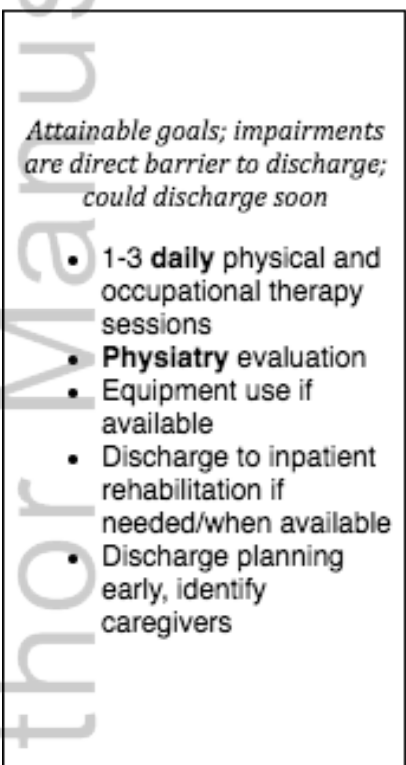 Attainable goals; impairments
are direct barrier to discharge;
could discharge soon
• 1-3 daily physical and
occupational therapy
sessions
• Physiatry evaluation
• Equipment use if
available
• Discharge to inpatient
rehabilitation if
needed/when available
• Discharge planning
early, identify
caregivers
thor Manus